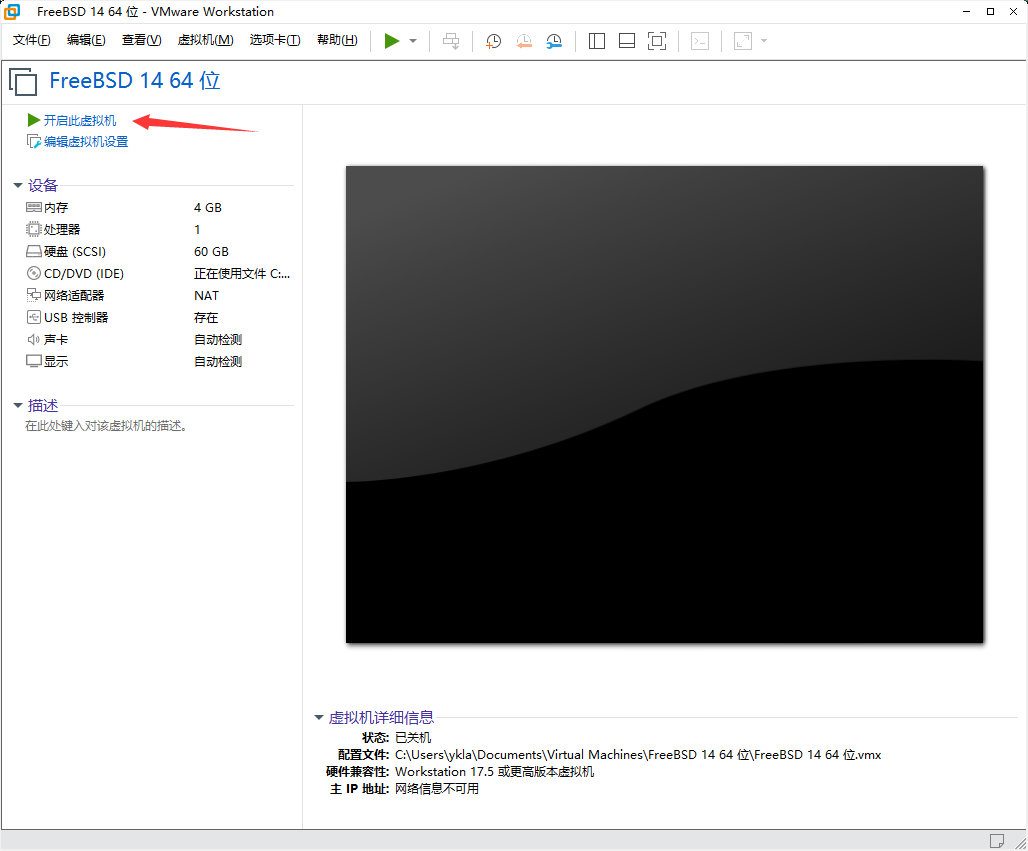 FreeBSD 14 64 位 - VMware Workstation
文件(F) 编辑(E) 查看(V) 虚拟机(M) 选项卡(T) 帮助(H)
FreeBSD 14 64 位
开启此虚拟机
编辑虚拟机设置
设备
内存 4 GB
处理器 1
硬盘 (SCSI) 60 GB
CD/DVD (IDE) 正在使用文件 C:...
网络适配器 NAT
USB 控制器 存在
声卡 自动检测
显示 自动检测
描述
在此处键入对该虚拟机的描述。
虚拟机详细信息
状态: 已关机
配置文件: C:\Users\ykla\Documents\Virtual Machines\FreeBSD 14 64 位\FreeBSD 14 64 位.vmx
硬件兼容性: Workstation 17.5 或更高版本虚拟机
主 IP 地址: 网络信息不可用